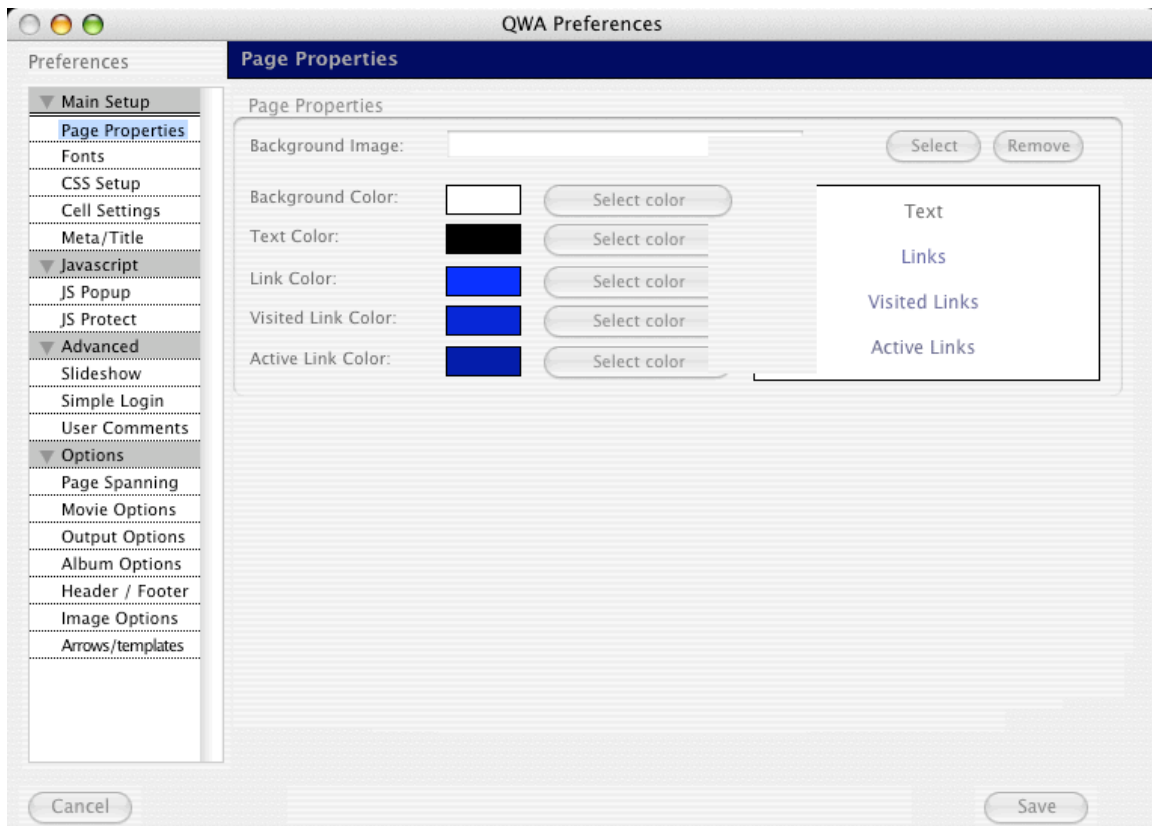 QWA Preferences
Preferences
Page Properties
Main Setup
Page Properties
Fonts
CSS Setup
Cell Settings
Meta/Title
Javascript
JS Popup
JS Protect
Advanced
Slideshow
Simple Login
User Comments
Options
Page Spanning
Movie Options
Output Options
Album Options
Header / Footer
Image Options
Arrows/templates
Page Properties
Background Image:
Select
Remove
Background Color:
Select color
Text Color:
Select color
Link Color:
Select color
Visited Link Color:
Select color
Active Link Color:
Select color
Text
Links
Visited Links
Active Links
Cancel
Save